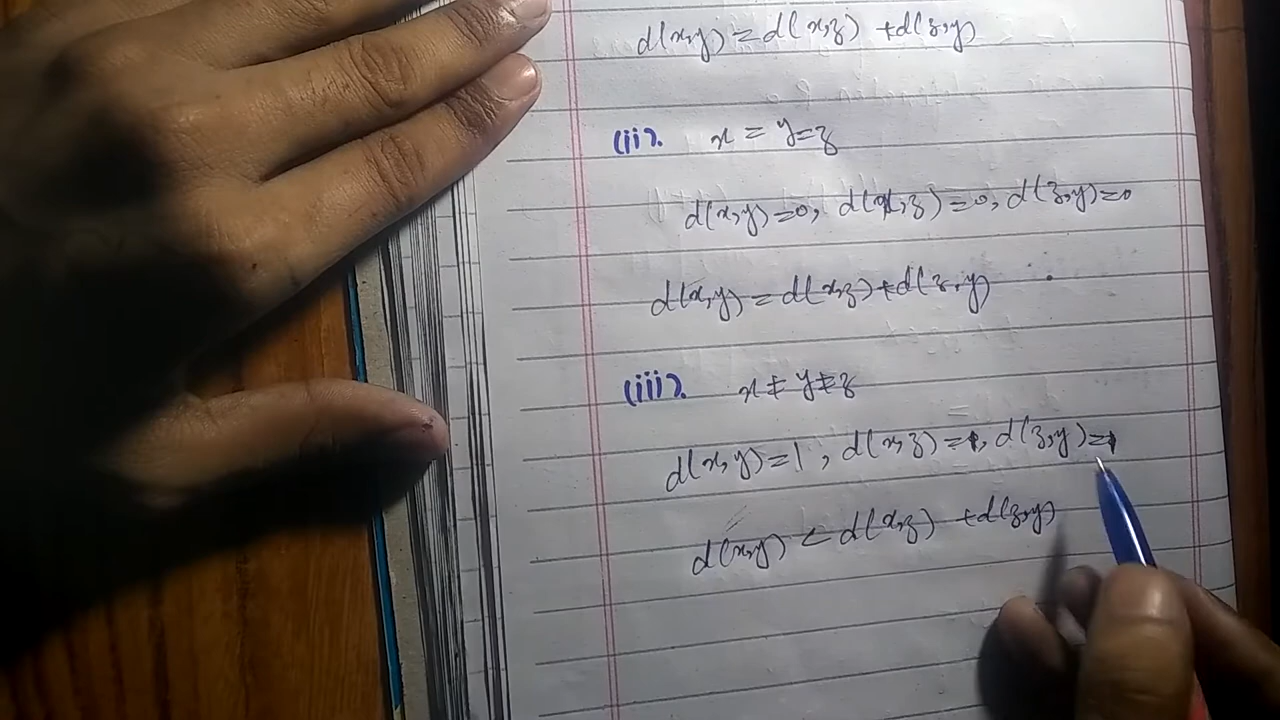 d(x,y) = d(x,z) + d(z,y)
(ii). x = y = z
d(x,y)=0, d(x,z)=0, d(z,y)=0
d(x,y) = d(x,z) + d(z,y)
(iii). x ≠ y ≠ z
d(x,y)=1, d(x,z)=1, d(z,y)=1
d(x,y) < d(x,z) + d(z,y)